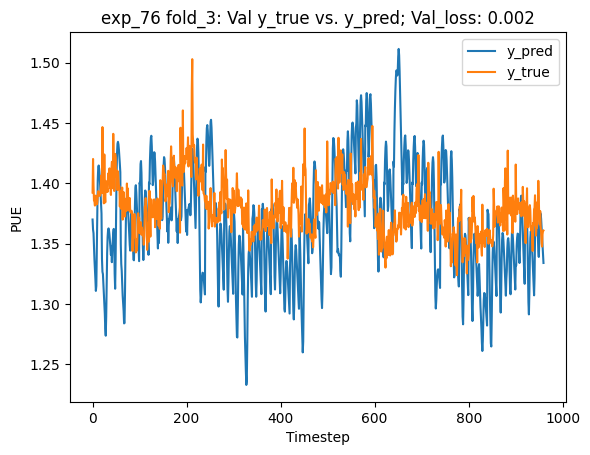 exp_76 fold_3: Val y_true vs. y_pred; Val_loss: 0.002
y_pred
y_true
1.50
1.45
1.40
1.35
1.30
1.25
PUE
0
200
400
600
800
1000
Timestep